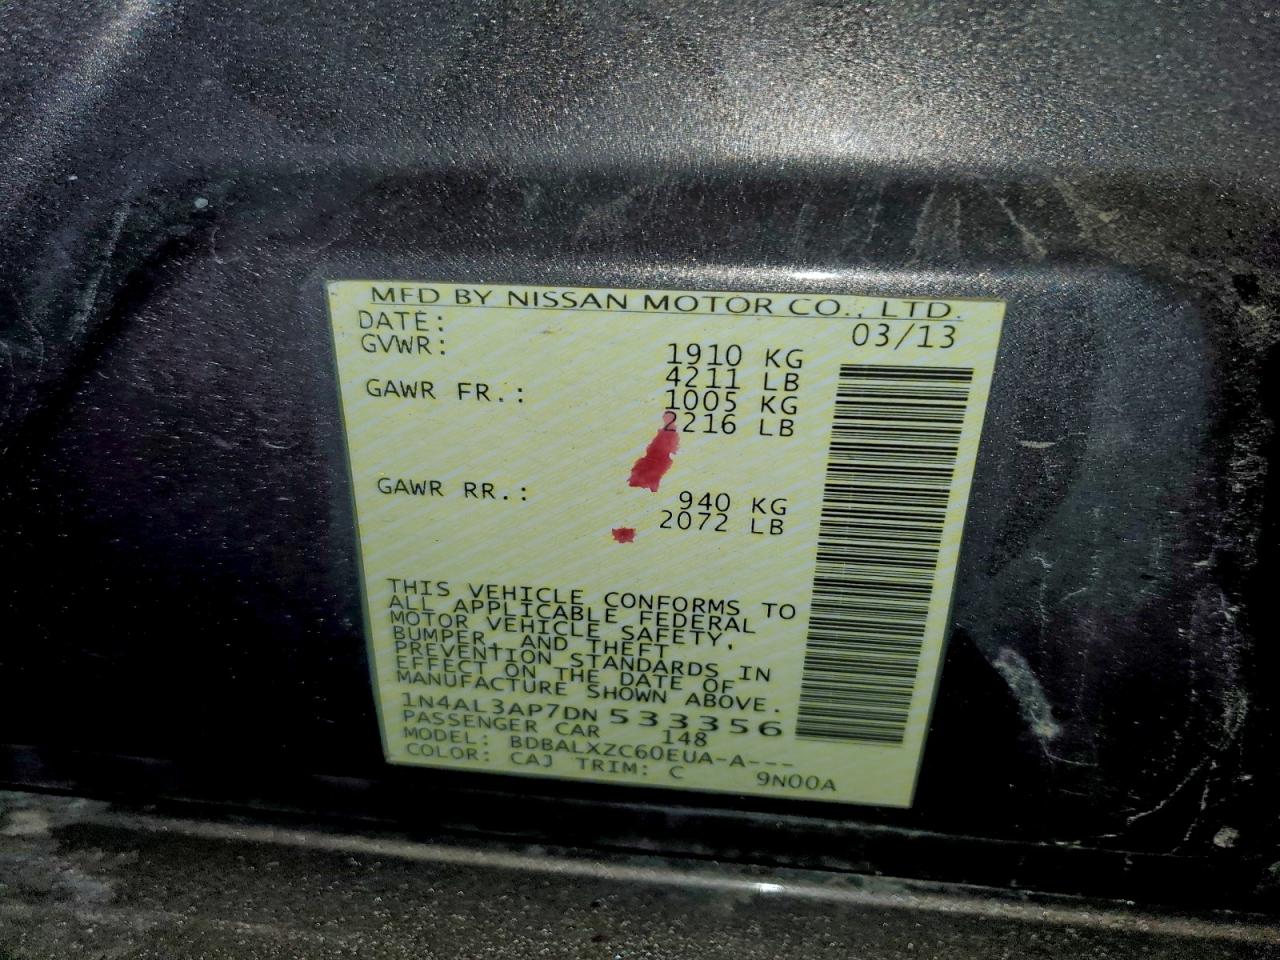 MFD BY NISSAN MOTOR CO., LTD.
DATE: 03/13
GVWR: 1910 KG
4211 LB
GAWR FR.: 1005 KG
2216 LB
GAWR RR.: 940 KG
2072 LB
THIS VEHICLE CONFORMS TO
ALL APPLICABLE FEDERAL
MOTOR VEHICLE SAFETY,
BUMPER, AND THEFT
PREVENTION STANDARDS IN
EFFECT ON THE DATE OF
MANUFACTURE SHOWN ABOVE.
1N4AL3AP7DN 533356
PASSENGER CAR 148
MODEL: BDBALXZC60EUA-A---
COLOR: CAJ TRIM: C 9N00A